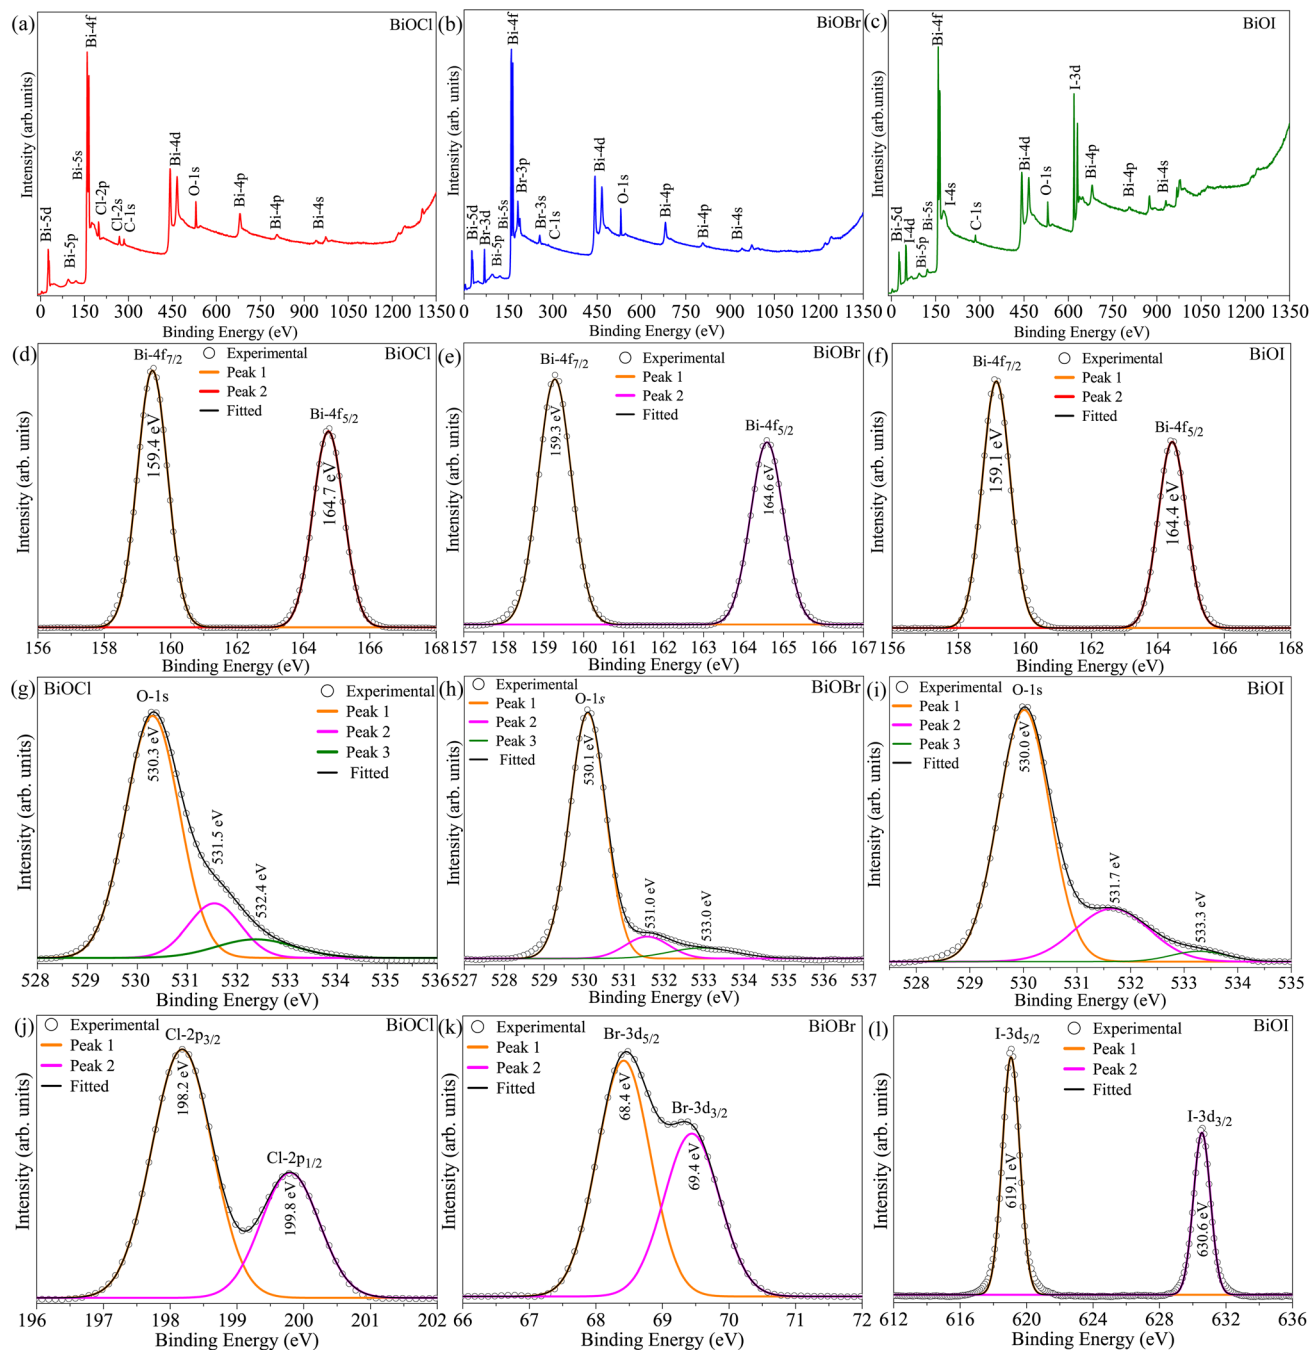 (a)
BiOCl
Bi-4f
Bi-5d
Bi-5p
Bi-5s
Cl-2p
Cl-2s
C-1s
Bi-4d
O-1s
Bi-4p
Bi-4p
Bi-4s
Intensity (arb.units)
0 150 300 450 600 750 900 1050 1200 1350
Binding Energy (eV)
(b)
BiOBr
Bi-4f
Bi-5d
Br-3d
Bi-5p
Bi-5s
Br-3p
Br-3s
C-1s
Bi-4d
O-1s
Bi-4p
Bi-4p
Bi-4s
Intensity (arb. units)
0 150 300 450 600 750 900 1050 1200 1350
Binding Energy (eV)
(c)
BiOI
Bi-4f
Bi-5d
I-4d
Bi-5p
Bi-5s
I-4s
C-1s
Bi-4d
O-1s
I-3d
Bi-4p
Bi-4p
Bi-4s
Intensity (arb. units)
0 150 300 450 600 750 900 1050 1200 1350
Binding Energy (eV)
(d)
BiOCl
Bi-4f7/2
159.4 eV
Experimental
Peak 1
Peak 2
Fitted
Bi-4f5/2
164.7 eV
Intensity (arb. units)
156 158 160 162 164 166 168
Binding Energy (eV)
(e)
BiOBr
Bi-4f7/2
159.3 eV
Experimental
Peak 1
Peak 2
Fitted
Bi-4f5/2
164.6 eV
Intensity (arb. units)
157 158 159 160 161 162 163 164 165 166 167
Binding Energy (eV)
(f)
BiOI
Bi-4f7/2
159.1 eV
Experimental
Peak 1
Peak 2
Fitted
Bi-4f5/2
164.4 eV
Intensity (arb. units)
156 158 160 162 164 166 168
Binding Energy (eV)
(g)
BiOCl
O-1s
530.3 eV
531.5 eV
532.4 eV
Experimental
Peak 1
Peak 2
Peak 3
Fitted
Intensity (arb. units)
528 529 530 531 532 533 534 535 536
Binding Energy (eV)
(h)
BiOBr
Experimental
Peak 1
Peak 2
Peak 3
Fitted
O-1s
530.1 eV
531.0 eV
533.0 eV
Intensity (arb. units)
527 528 529 530 531 532 533 534 535 536 537
Binding Energy (eV)
(i)
BiOI
Experimental
Peak 1
Peak 2
Peak 3
Fitted
O-1s
530.0 eV
531.7 eV
533.3 eV
Intensity (arb. units)
528 529 530 531 532 533 534 535
Binding Energy (eV)
(j)
BiOCl
Experimental
Peak 1
Peak 2
Fitted
Cl-2p3/2
198.2 eV
Cl-2p1/2
199.8 eV
Intensity (arb. units)
196 197 198 199 200 201 202
Binding Energy (eV)
(k)
BiOBr
Experimental
Peak 1
Peak 2
Fitted
Br-3d5/2
68.4 eV
Br-3d3/2
69.4 eV
Intensity (arb. units)
66 67 68 69 70 71 72
Binding Energy (eV)
(l)
BiOI
I-3d5/2
619.1 eV
Experimental
Peak 1
Peak 2
Fitted
I-3d3/2
630.6 eV
Intensity (arb. units)
612 616 620 624 628 632 636
Binding Energy (eV)